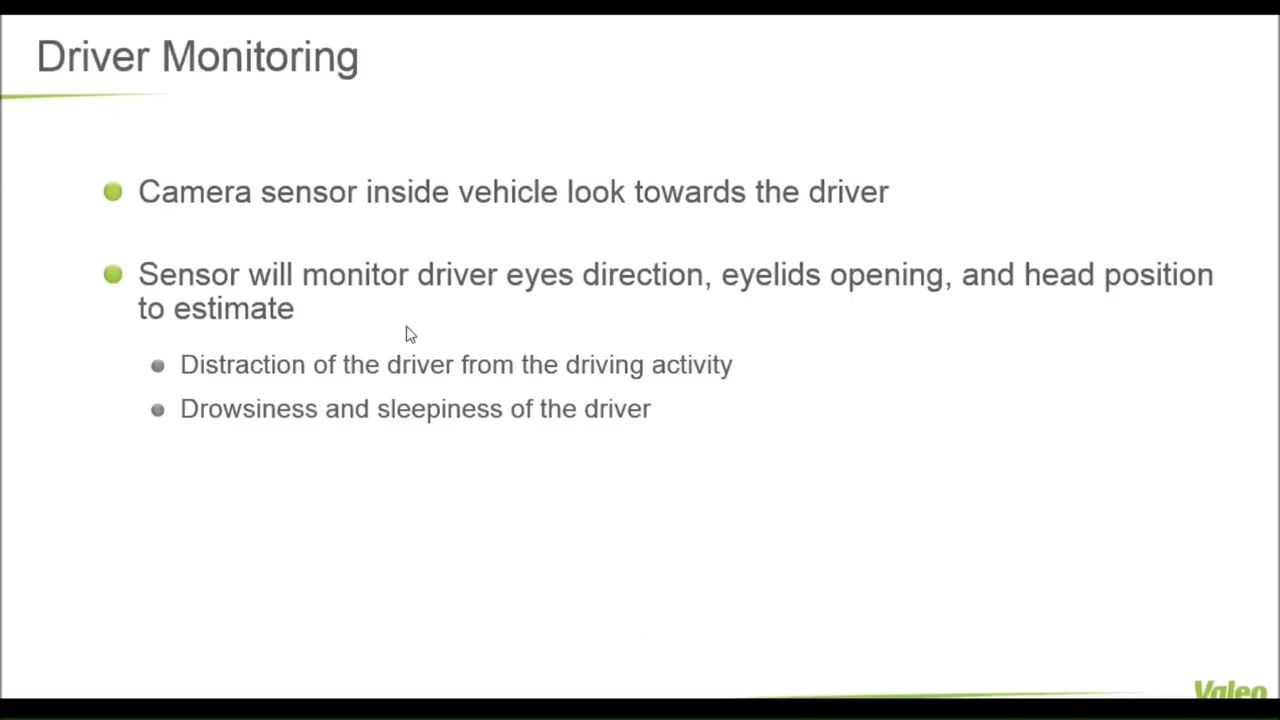 Driver Monitoring
Camera sensor inside vehicle look towards the driver
Sensor will monitor driver eyes direction, eyelids opening, and head position
to estimate
Distraction of the driver from the driving activity
Drowsiness and sleepiness of the driver
Valeo